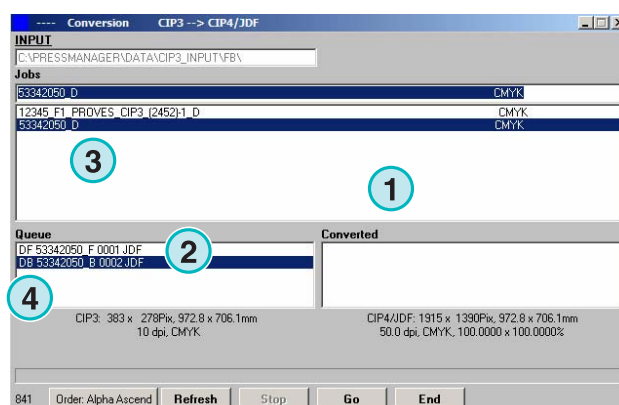 ---- Conversion CIP3 --> CIP4/JDF
INPUT
C:\PRESSMANAGER\DATA\CIP3_INPUT\FB\
Jobs
53342050_D CMYK
12345_F1_PROVES_CIP3_(2452)-1_D CMYK
53342050_D CMYK
3
1
Queue Converted
DF 53342050_F 0001 JDF
DB 53342050_B 0002 JDF
2
4
CIP3: 383 x 278Pix, 972.8 x 706.1mm CIP4/JDF: 1915 x 1390Pix, 972.8 x 706.1mm
10 dpi, CMYK 50.0 dpi, CMYK, 100.0000 x 100.0000%
841 Order: Alpha Ascend Refresh Stop Go End